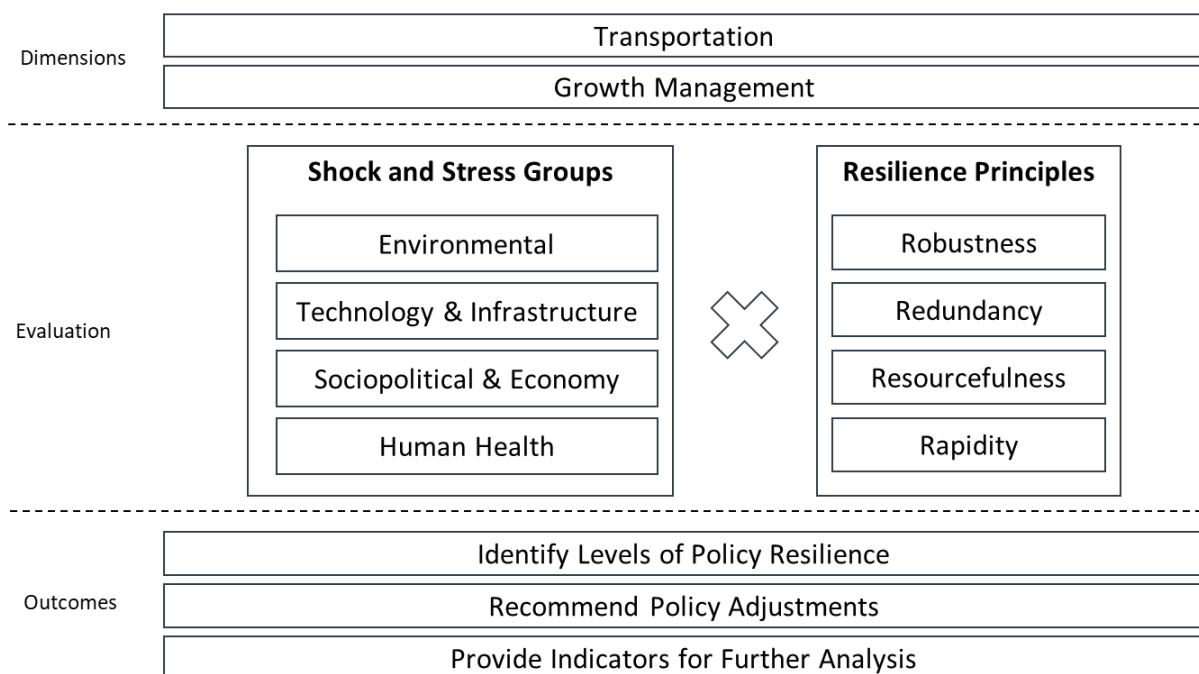 Dimensions
Transportation
Growth Management
Evaluation
Shock and Stress Groups
Environmental
Technology & Infrastructure
Sociopolitical & Economy
Human Health
Resilience Principles
Robustness
Redundancy
Resourcefulness
Rapidity
Outcomes
Identify Levels of Policy Resilience
Recommend Policy Adjustments
Provide Indicators for Further Analysis